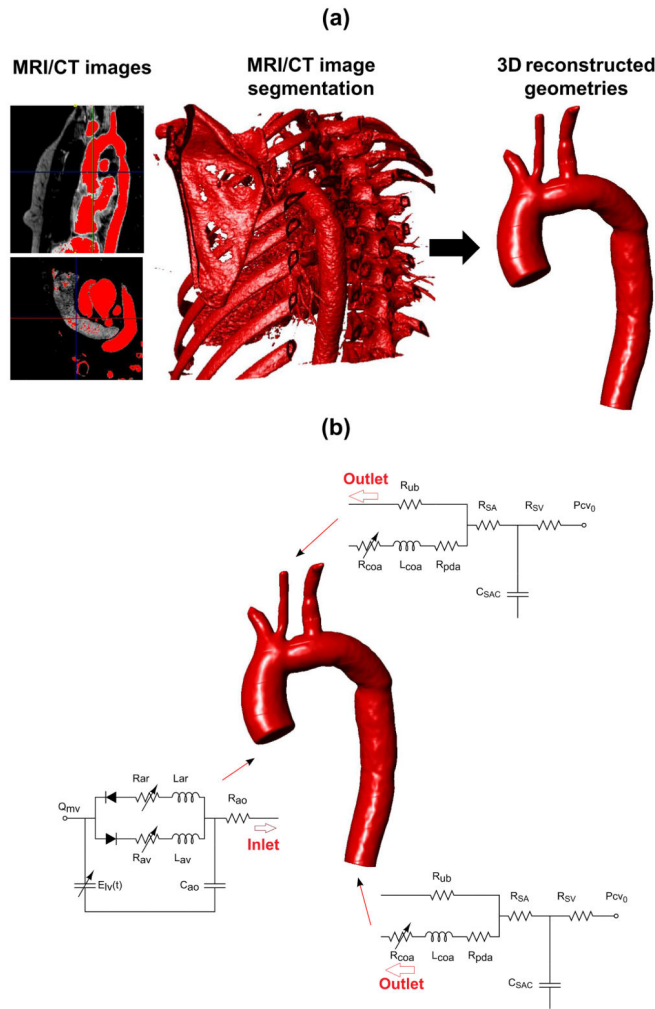 (a)
MRI/CT images
MRI/CT image
segmentation
3D reconstructed
geometries
(b)
Outlet
Rub
RSA
RSV
Pcv0
Rcoa
Lcoa
Rpda
CSAC
Qmv
Rar
Lar
Rao
Inlet
Rav
Lav
Elv(t)
Cao
Rub
RSA
RSV
Pcv0
Rcoa
Lcoa
Rpda
Outlet
CSAC